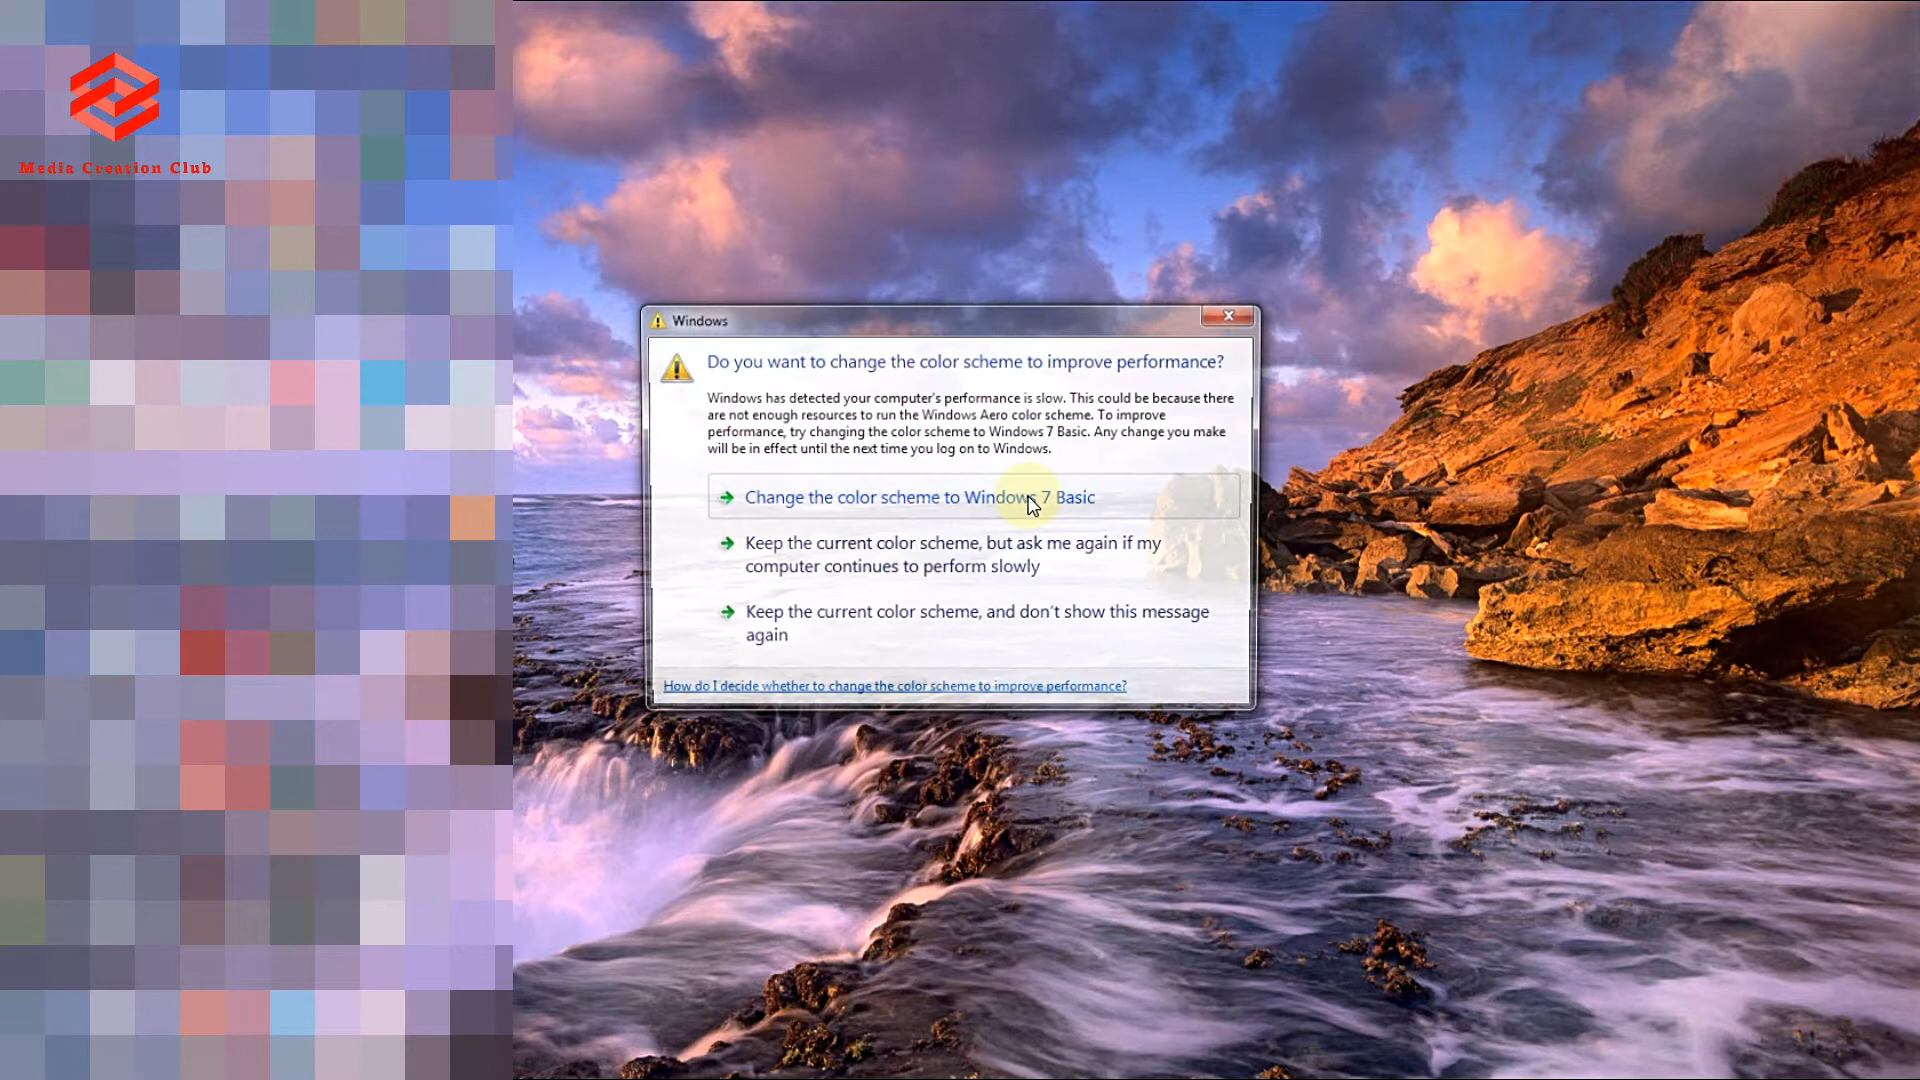 Media Creation Club
Windows
Do you want to change the color scheme to improve performance?
Windows has detected your computer's performance is slow. This could be because there
are not enough resources to run the Windows Aero color scheme. To improve
performance, try changing the color scheme to Windows 7 Basic. Any change you make
will be in effect until the next time you log on to Windows.
Change the color scheme to Windows 7 Basic
Keep the current color scheme, but ask me again if my
computer continues to perform slowly
Keep the current color scheme, and don't show this message
again
How do I decide whether to change the color scheme to improve performance?